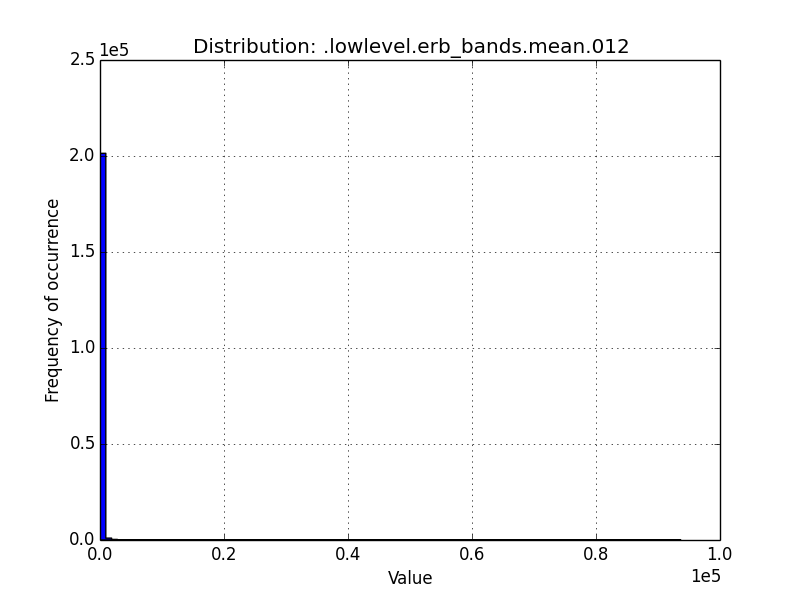 Distribution: .lowlevel.erb_bands.mean.012
1e5
2.5
2.0
1.5
1.0
0.5
0.0
Frequency of occurrence
0.0 0.2 0.4 0.6 0.8 1.0
1e5
Value